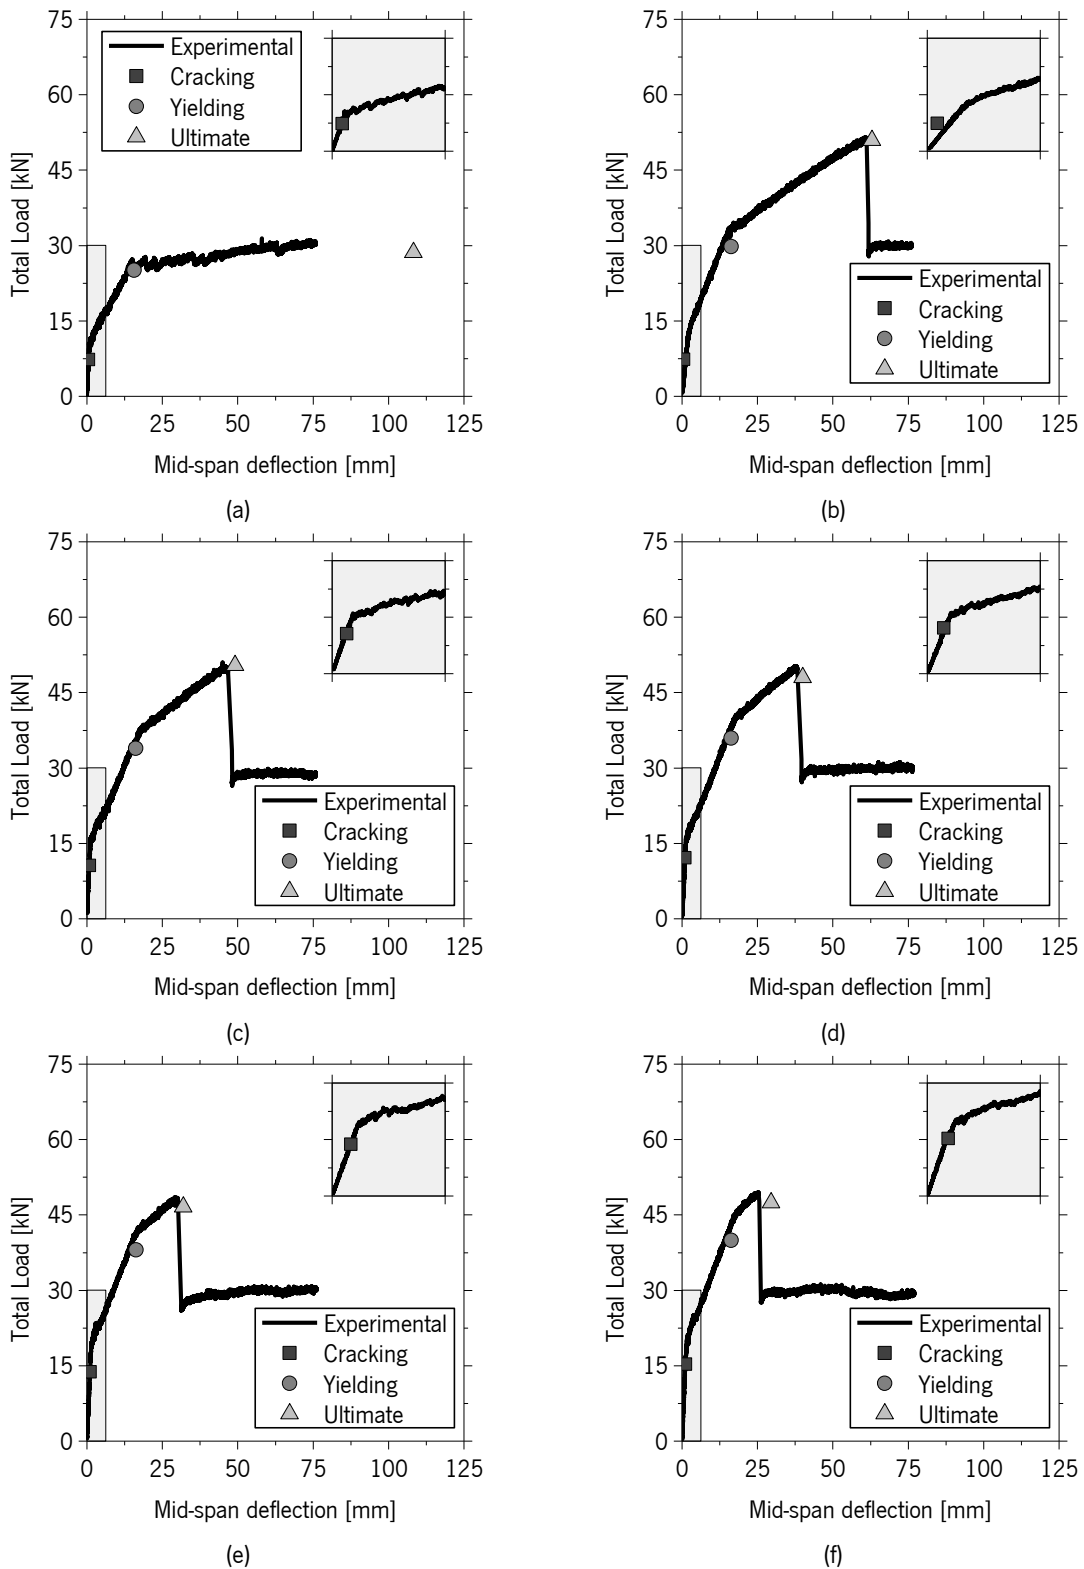 75
60
45
30
15
0
Total Load [kN]
Experimental
Cracking
Yielding
Ultimate
0 25 50 75 100 125
Mid-span deflection [mm]
(a)
75
60
45
30
15
0
Total Load [kN]
Experimental
Cracking
Yielding
Ultimate
0 25 50 75 100 125
Mid-span deflection [mm]
(b)
75
60
45
30
15
0
Total Load [kN]
Experimental
Cracking
Yielding
Ultimate
0 25 50 75 100 125
Mid-span deflection [mm]
(c)
75
60
45
30
15
0
Total Load [kN]
Experimental
Cracking
Yielding
Ultimate
0 25 50 75 100 125
Mid-span deflection [mm]
(d)
75
60
45
30
15
0
Total Load [kN]
Experimental
Cracking
Yielding
Ultimate
0 25 50 75 100 125
Mid-span deflection [mm]
(e)
75
60
45
30
15
0
Total Load [kN]
Experimental
Cracking
Yielding
Ultimate
0 25 50 75 100 125
Mid-span deflection [mm]
(f)